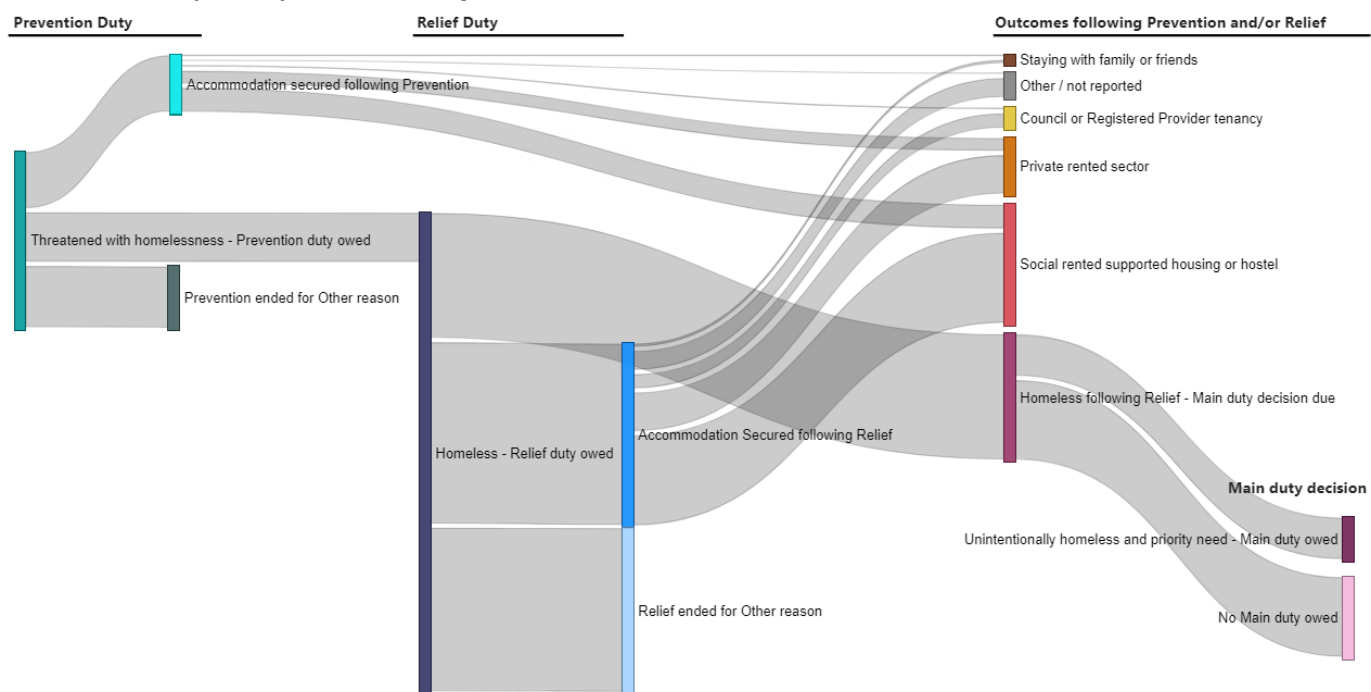 Prevention Duty
Relief Duty
Outcomes following Prevention and/or Relief
Staying with family or friends
Accommodation secured following Prevention
Other / not reported
Council or Registered Provider tenancy
Private rented sector
Threatened with homelessness - Prevention duty owed
Social rented supported housing or hostel
Prevention ended for Other reason
Homeless following Relief - Main duty decision due
Accommodation Secured following Relief
Homeless - Relief duty owed
Main duty decision
Unintentionally homeless and priority need - Main duty owed
Relief ended for Other reason
No Main duty owed